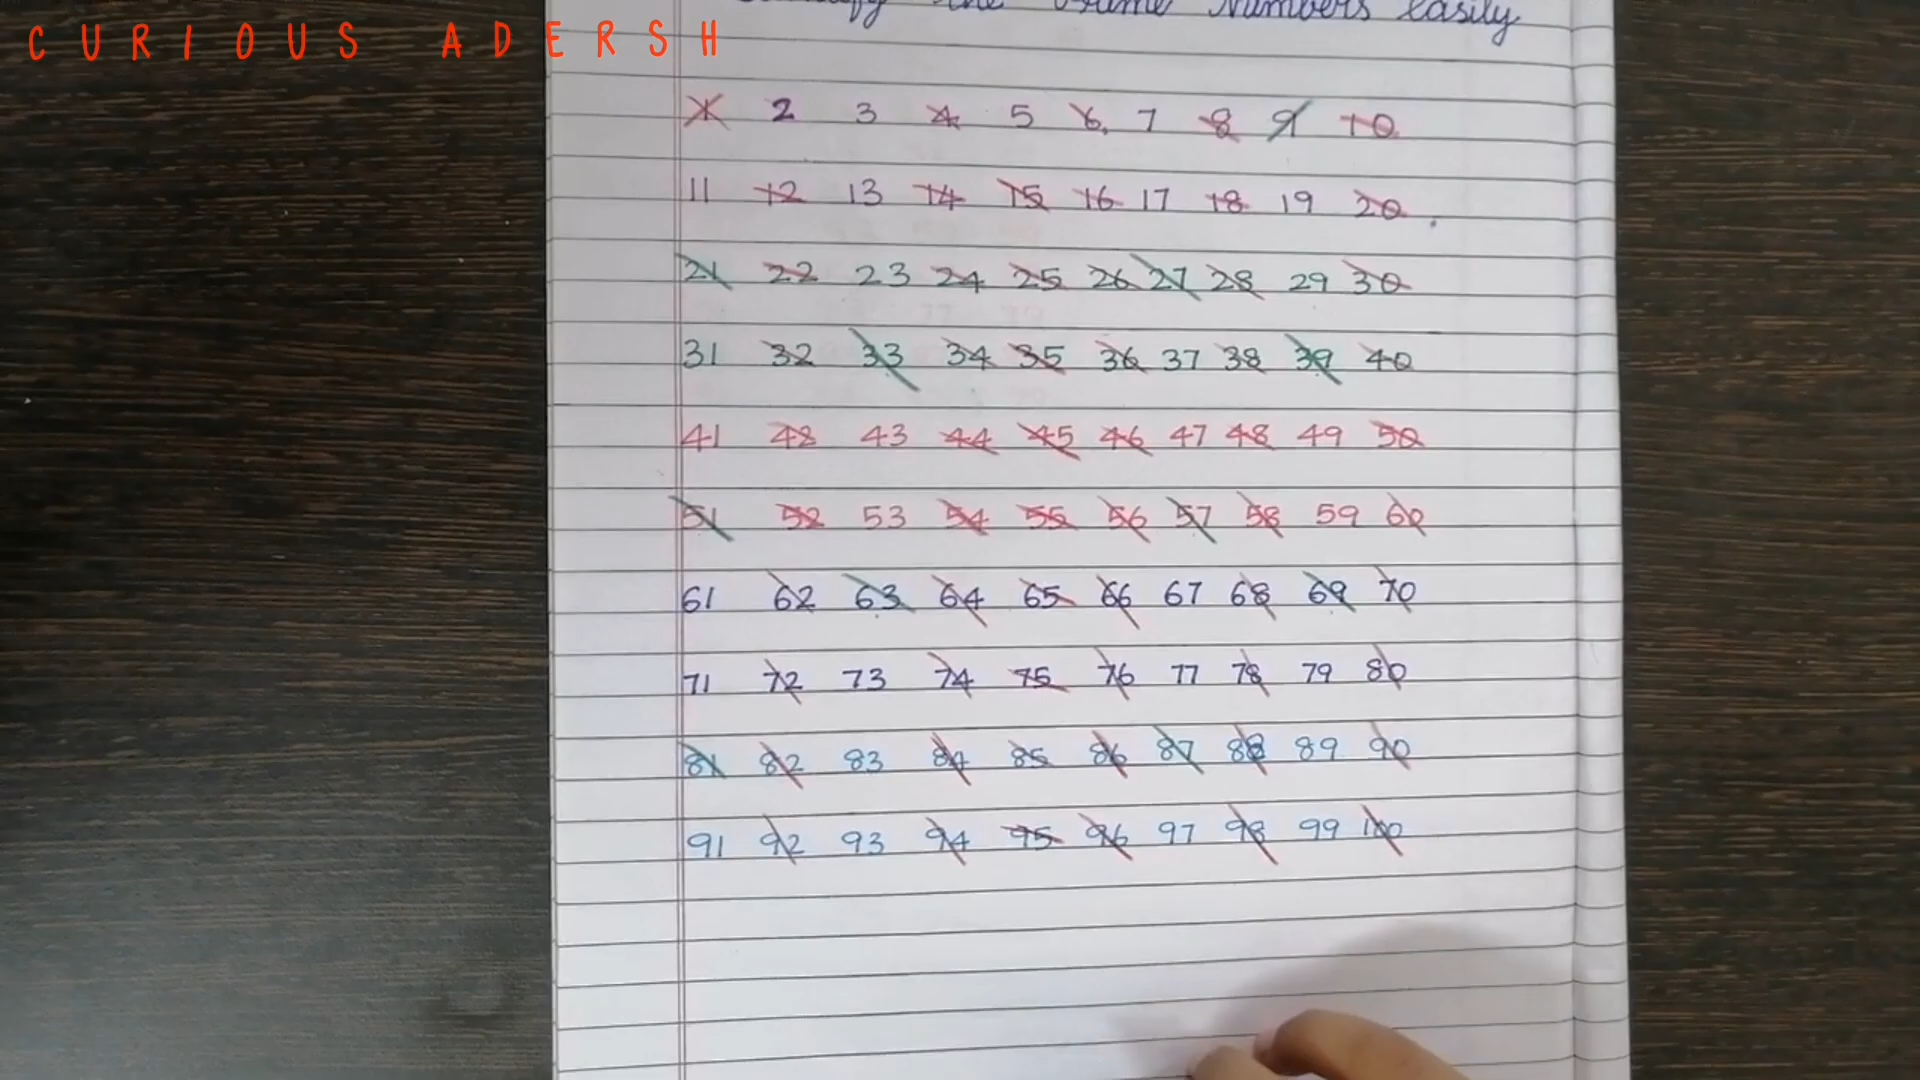 CURIOUS ADERSH
the Prime Numbers easily
1 2 3 4 5 6 7 8 9 10
11 12 13 14 15 16 17 18 19 20
21 22 23 24 25 26 27 28 29 30
31 32 33 34 35 36 37 38 39 40
41 48 43 44 45 46 47 48 49 50
51 52 53 54 55 56 57 58 59 60
61 62 63 64 65 66 67 68 69 70
71 72 73 74 75 76 77 78 79 80
81 82 83 84 85 86 87 88 89 90
91 92 93 94 95 96 97 98 99 100